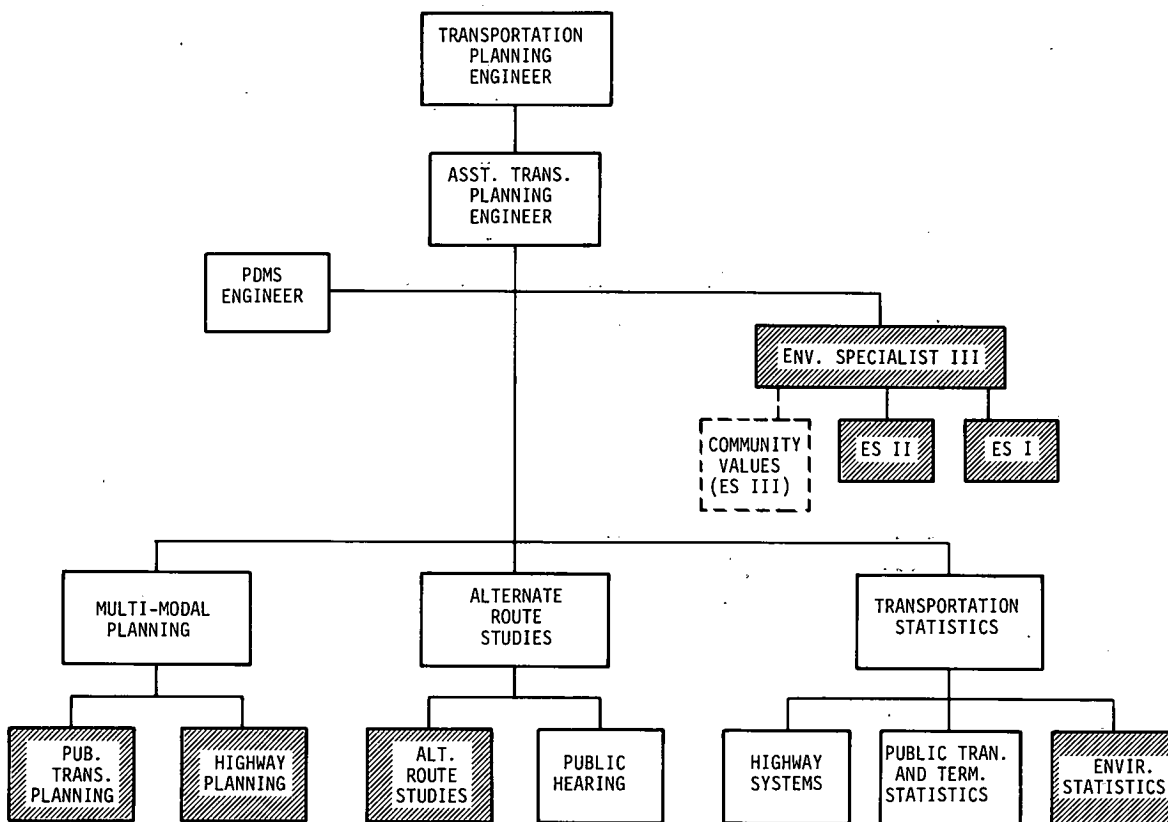 TRANSPORTATION
PLANNING
ENGINEER
ASST. TRANS.
PLANNING
ENGINEER
PDMS
ENGINEER
ENV. SPECIALIST III
COMMUNITY
VALUES
(ES III)
ES II
ES I
MULTI-MODAL
PLANNING
ALTERNATE
ROUTE
STUDIES
TRANSPORTATION
STATISTICS
PUB.
TRANS.
PLANNING
HIGHWAY
PLANNING
ALT.
ROUTE
STUDIES
PUBLIC
HEARING
HIGHWAY
SYSTEMS
PUBLIC TRAN.
AND TERM.
STATISTICS
ENVIR.
STATISTICS